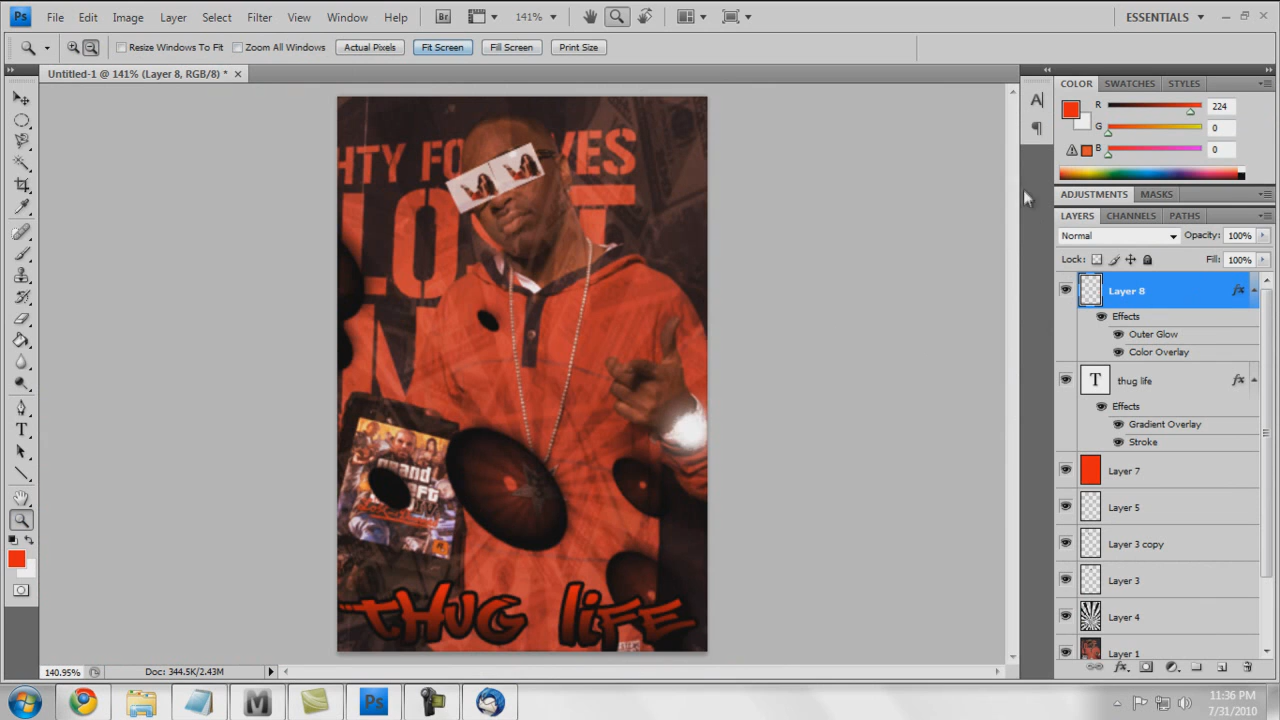 Ps File Edit Image Layer Select Filter View Window Help Br 141% ESSENTIALS
Resize Windows To Fit Zoom All Windows Actual Pixels Fit Screen Fill Screen Print Size
Untitled-1 @ 141% (Layer 8, RGB/8) *
COLOR SWATCHES STYLES
R 224
G 0
B 0
ADJUSTMENTS MASKS
LAYERS CHANNELS PATHS
Normal Opacity: 100%
Lock: Fill: 100%
Layer 8 fx
Effects
Outer Glow
Color Overlay
T thug life fx
Effects
Gradient Overlay
Stroke
Layer 7
Layer 5
Layer 3 copy
Layer 3
Layer 4
Layer 1
grand
thug life
140.95% Doc: 344.5K/2.43M
Ps
11:36 PM
7/31/2010